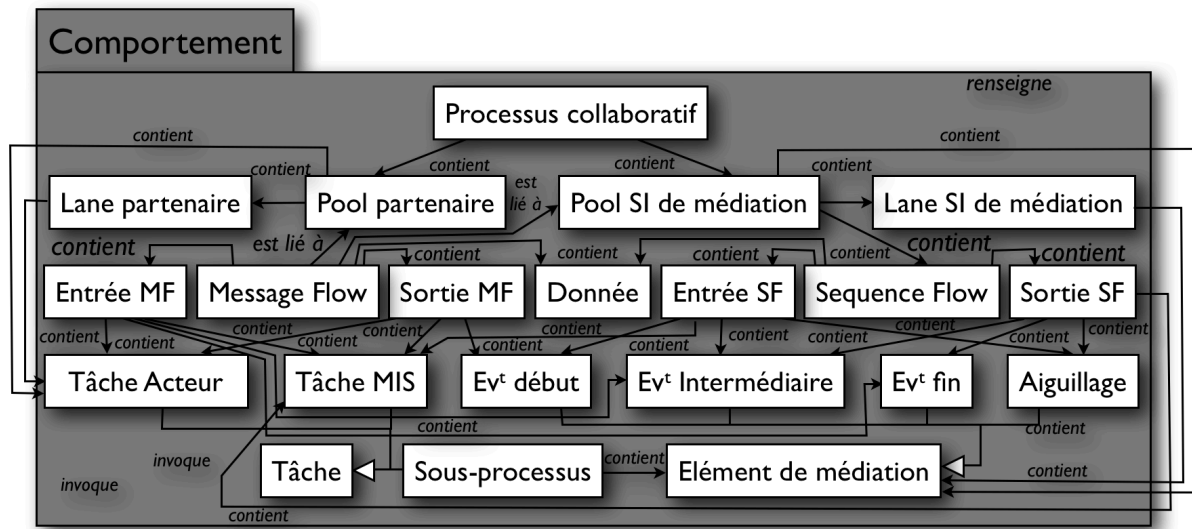 Comportement
renseigne
Processus collaboratif
contient
contient
contient
contient
contient
contient
contient
Lane partenaire
Pool partenaire
est
lié à
Pool SI de médiation
Lane SI de médiation
contient
est lié à
contient
contient
contient
contient
contient
contient
Entrée MF
Message Flow
Sortie MF
Donnée
Entrée SF
Sequence Flow
Sortie SF
contient
contient
contient
contient
contient
contient
contient
contient
contient
contient
Tâche Acteur
Tâche MIS
Evᵗ début
Evᵗ Intermédiaire
Evᵗ fin
Aiguillage
contient
contient
invoque
Tâche
Sous-processus
contient
Elément de médiation
contient
invoque
contient